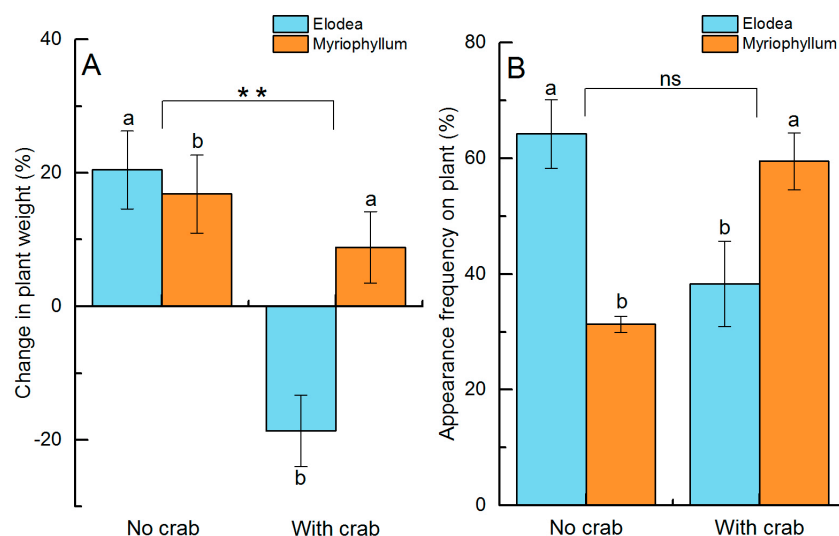 Elodea
Myriophyllum
A
40
20
0
-20
Change in plant weight (%)
* *
a
b
a
b
No crab
With crab
Elodea
Myriophyllum
B
80
60
40
20
0
Appearance frequency on plant (%)
ns
a
b
b
a
No crab
With crab